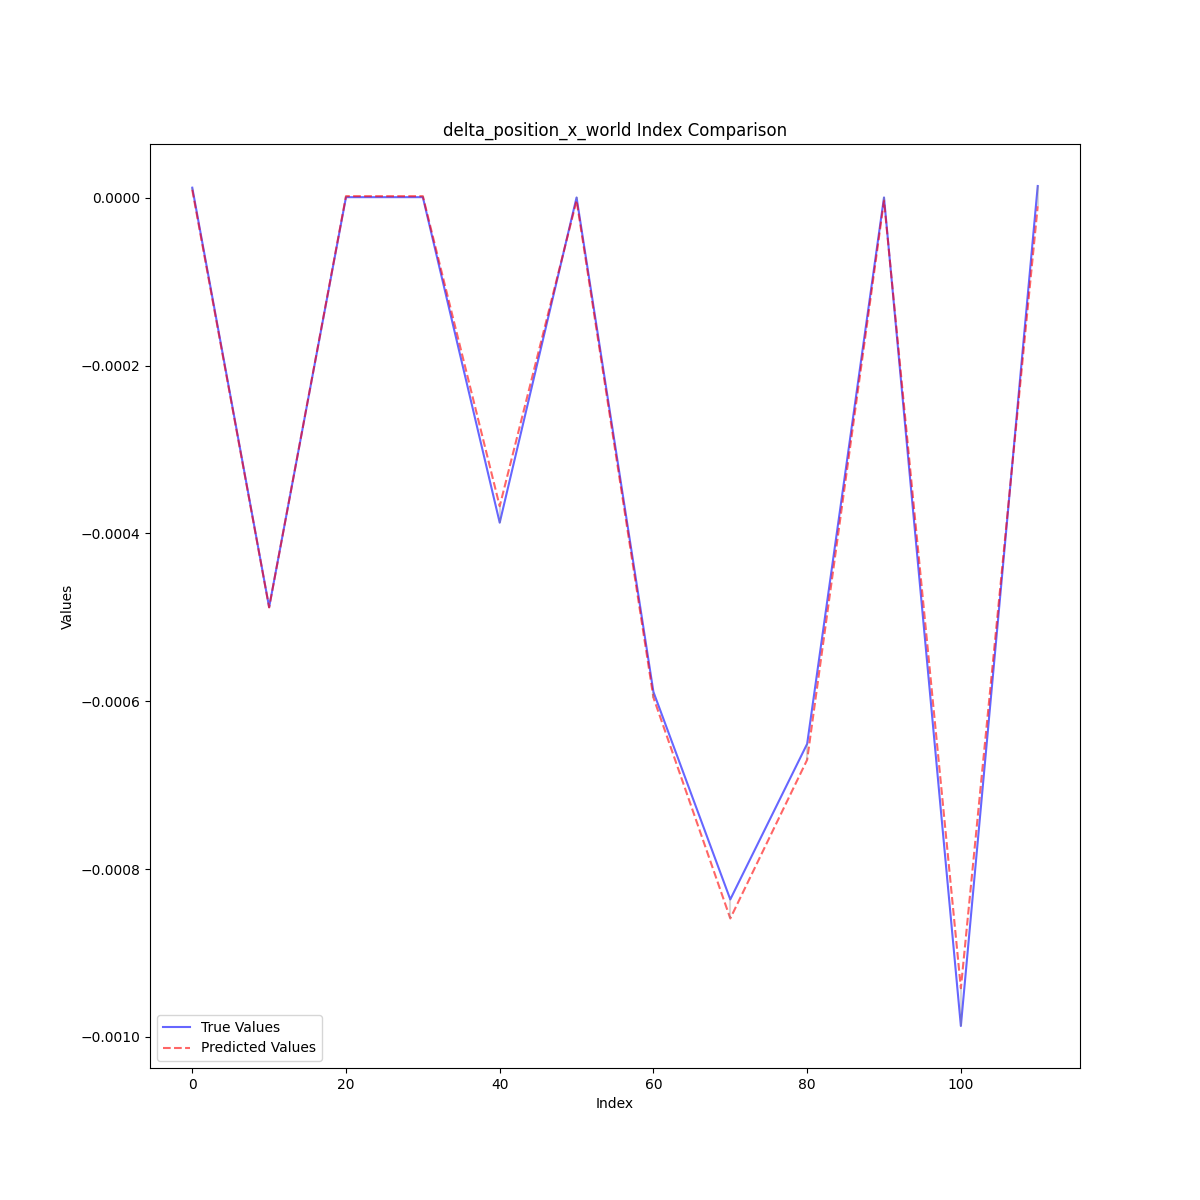 delta_position_x_world Index Comparison
0.0000
−0.0002
−0.0004
−0.0006
−0.0008
−0.0010
Values
True Values
Predicted Values
0 20 40 60 80 100
Index